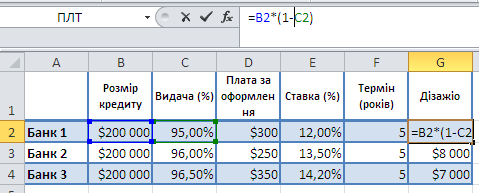 ПЛТ fx =B2*(1-C2)
A B C D E F G
1 Розмір кредиту Видача (%) Плата за оформлен ня Ставка (%) Термін (років) Дізажіо
2 Банк 1 $200 000 95,00% $300 12,00% 5 =B2*(1-C2
3 Банк 2 $200 000 96,00% $250 13,50% 5 $8 000
4 Банк 3 $200 000 96,50% $350 14,20% 5 $7 000